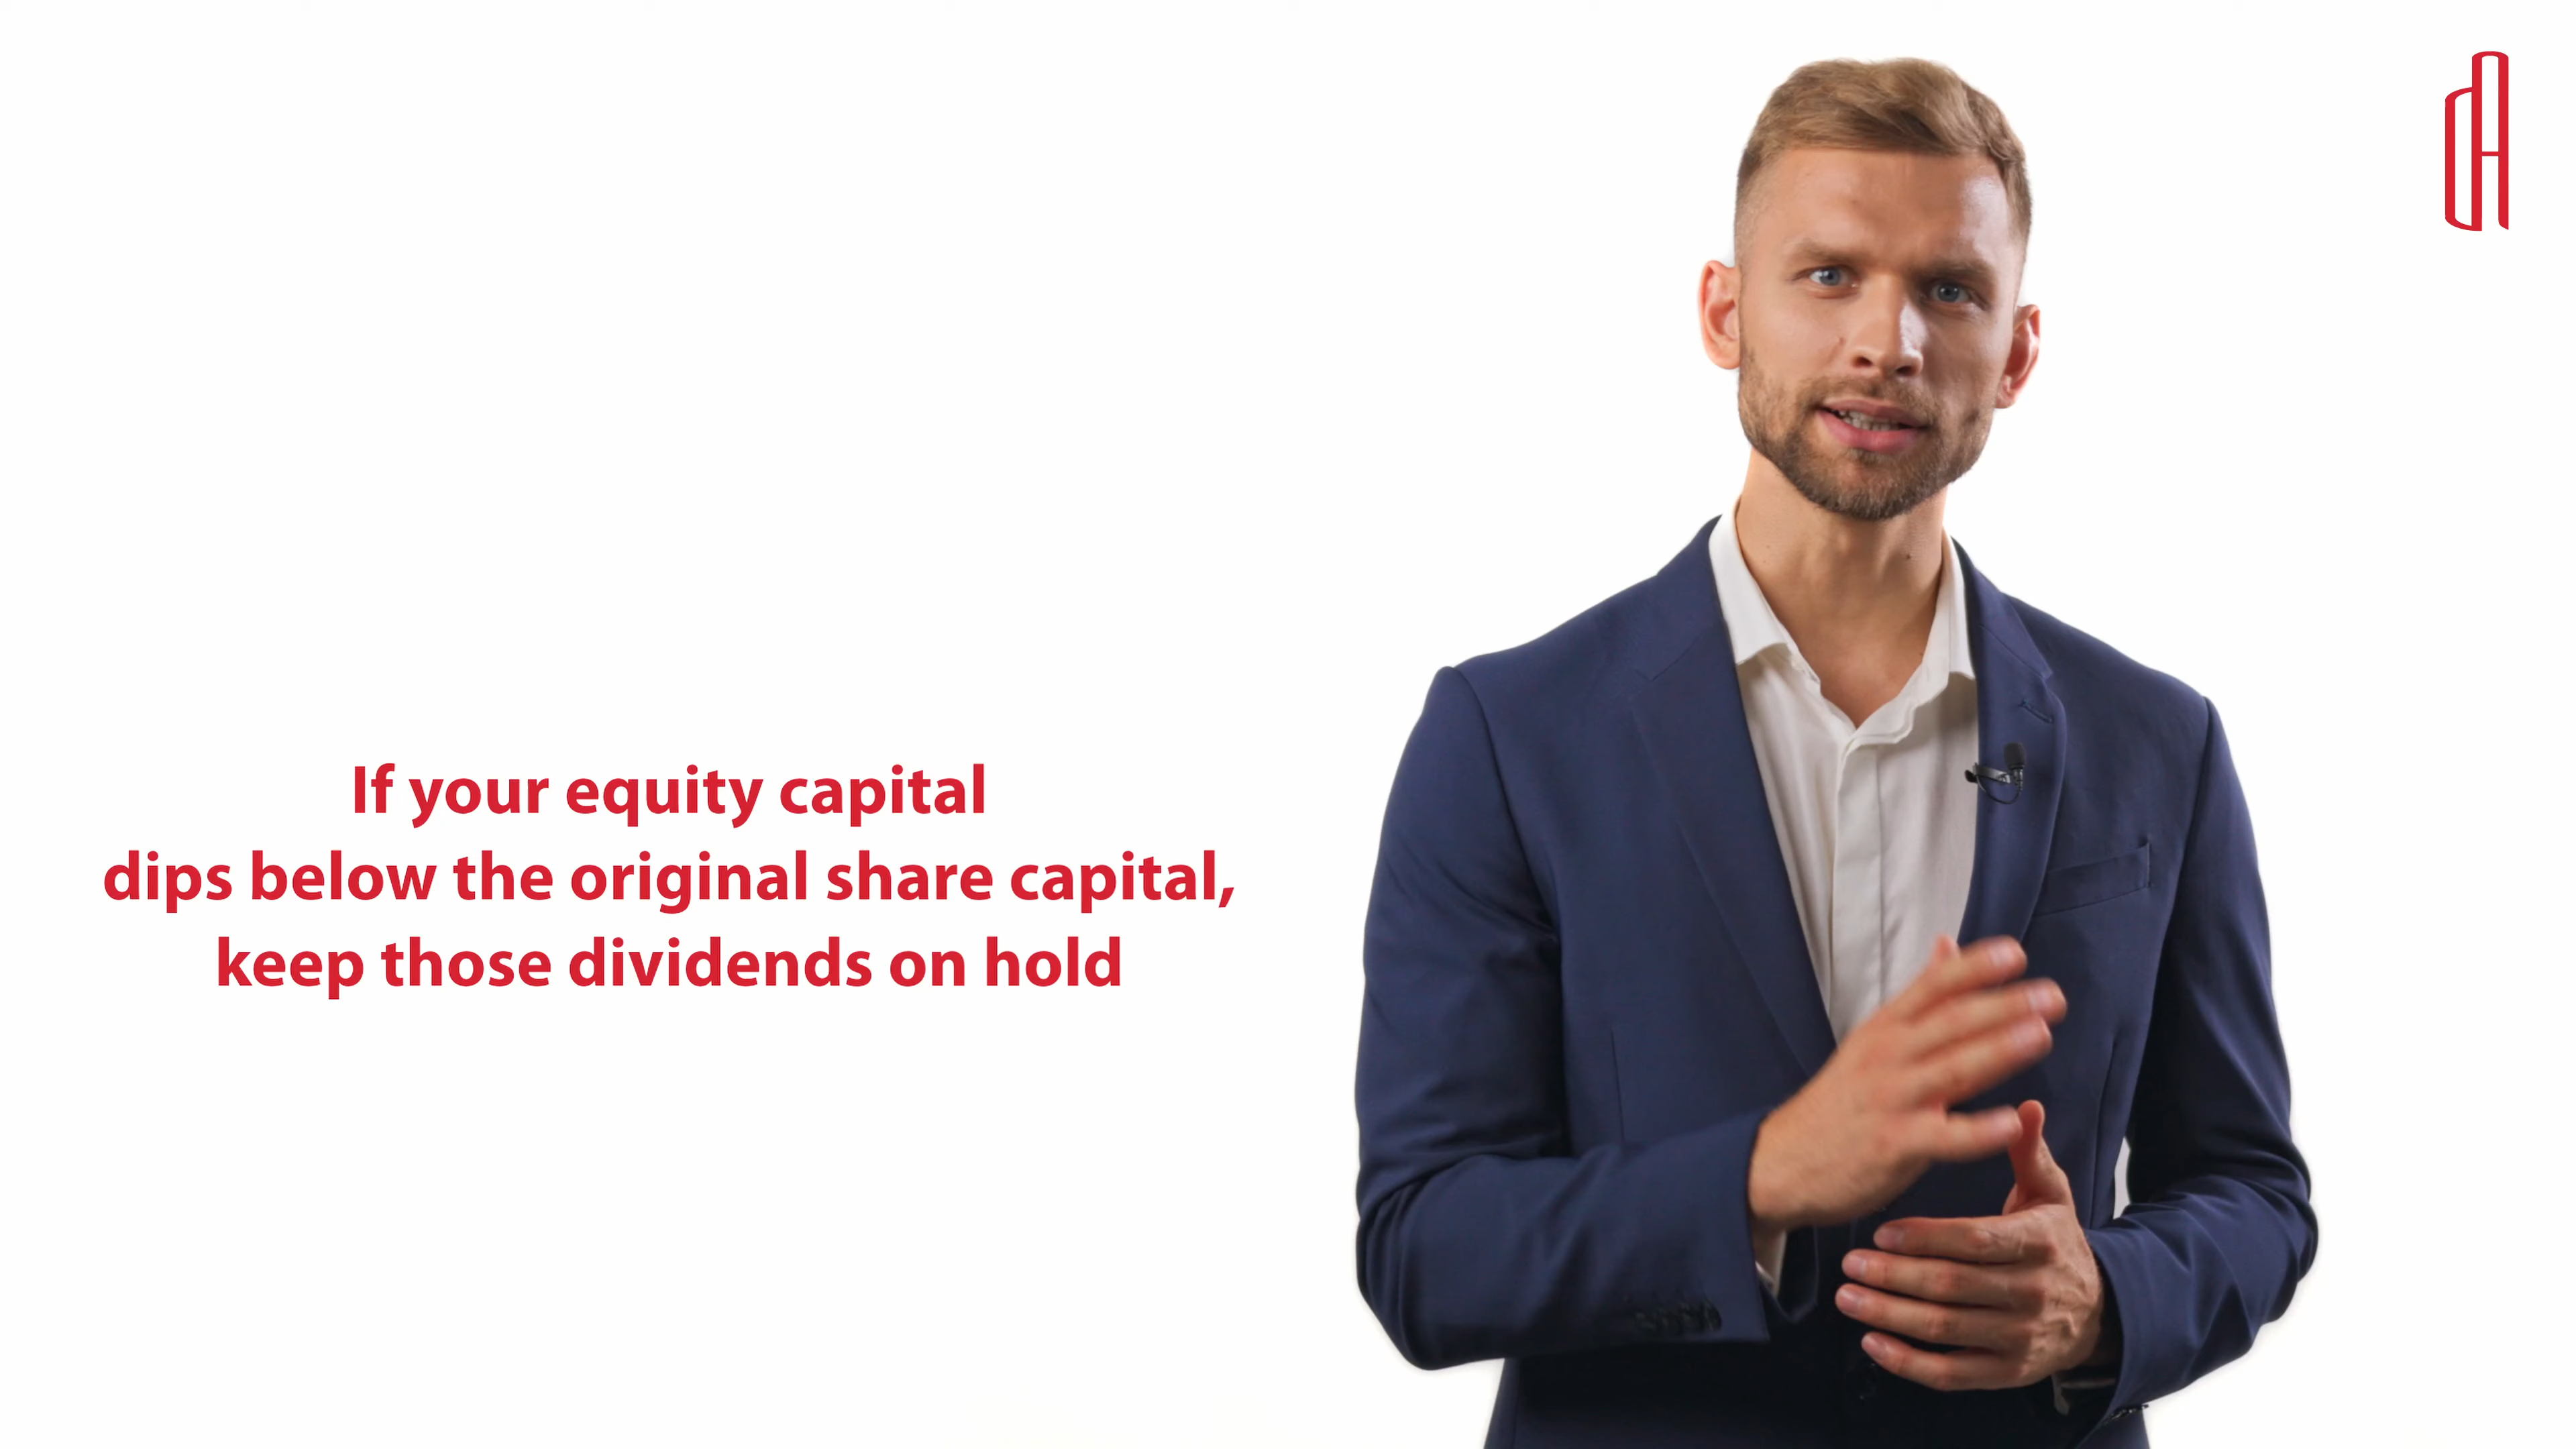 If your equity capital
dips below the original share capital,
keep those dividends on hold